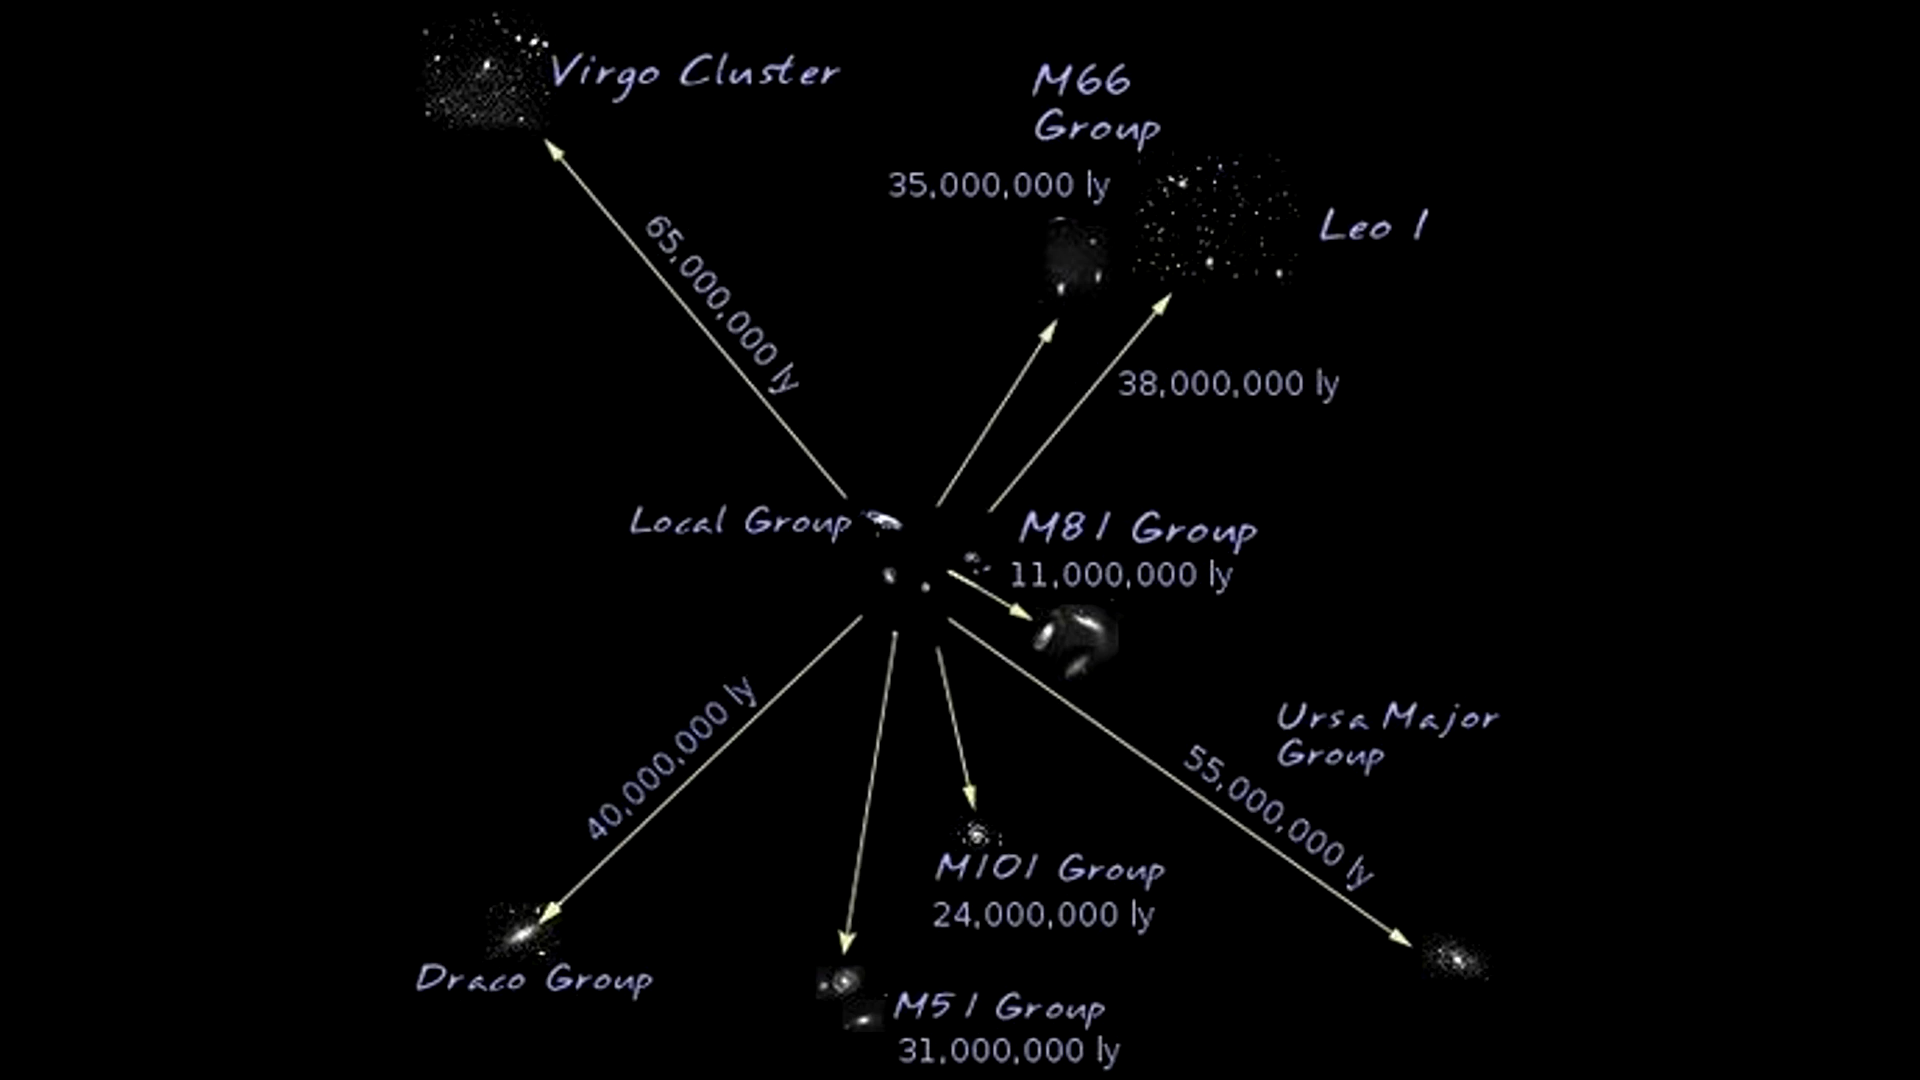 Virgo Cluster
M66
Group
35,000,000 ly
Leo 1
65,000,000 ly
38,000,000 ly
Local Group
M81 Group
11,000,000 ly
Ursa Major
Group
40,000,000 ly
55,000,000 ly
M101 Group
24,000,000 ly
Draco Group
M51 Group
31,000,000 ly